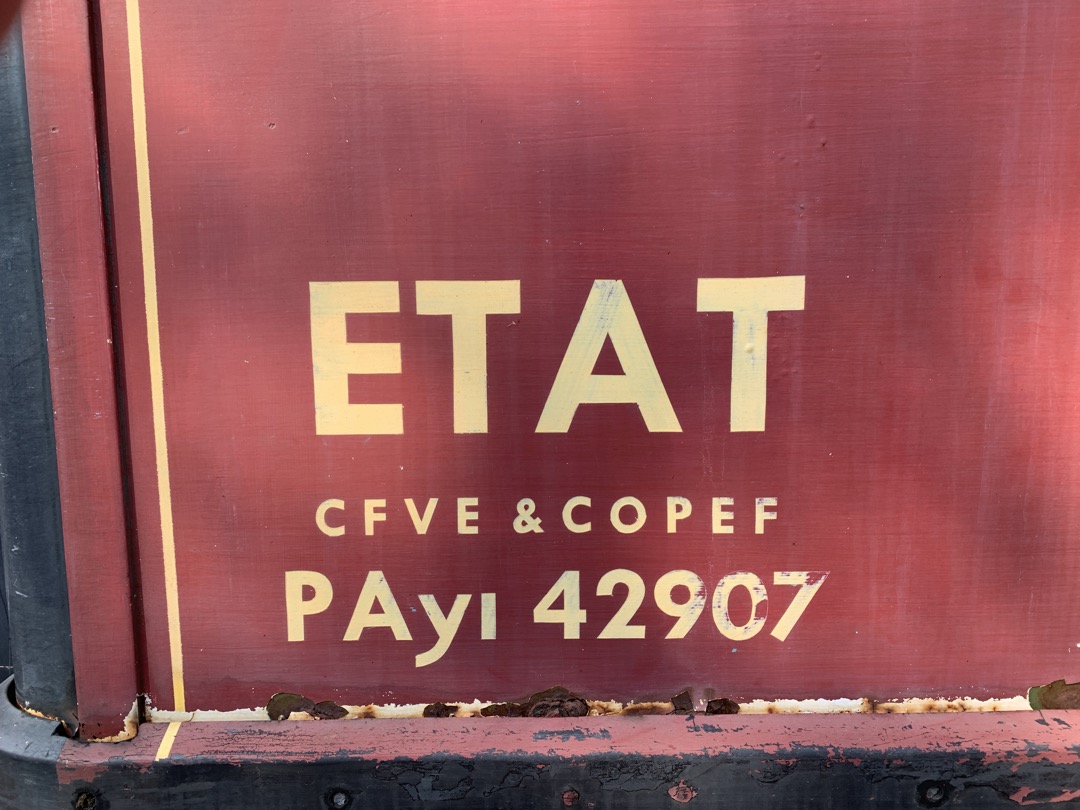 ETAT
CFVE & COPEF
PAyı 42907